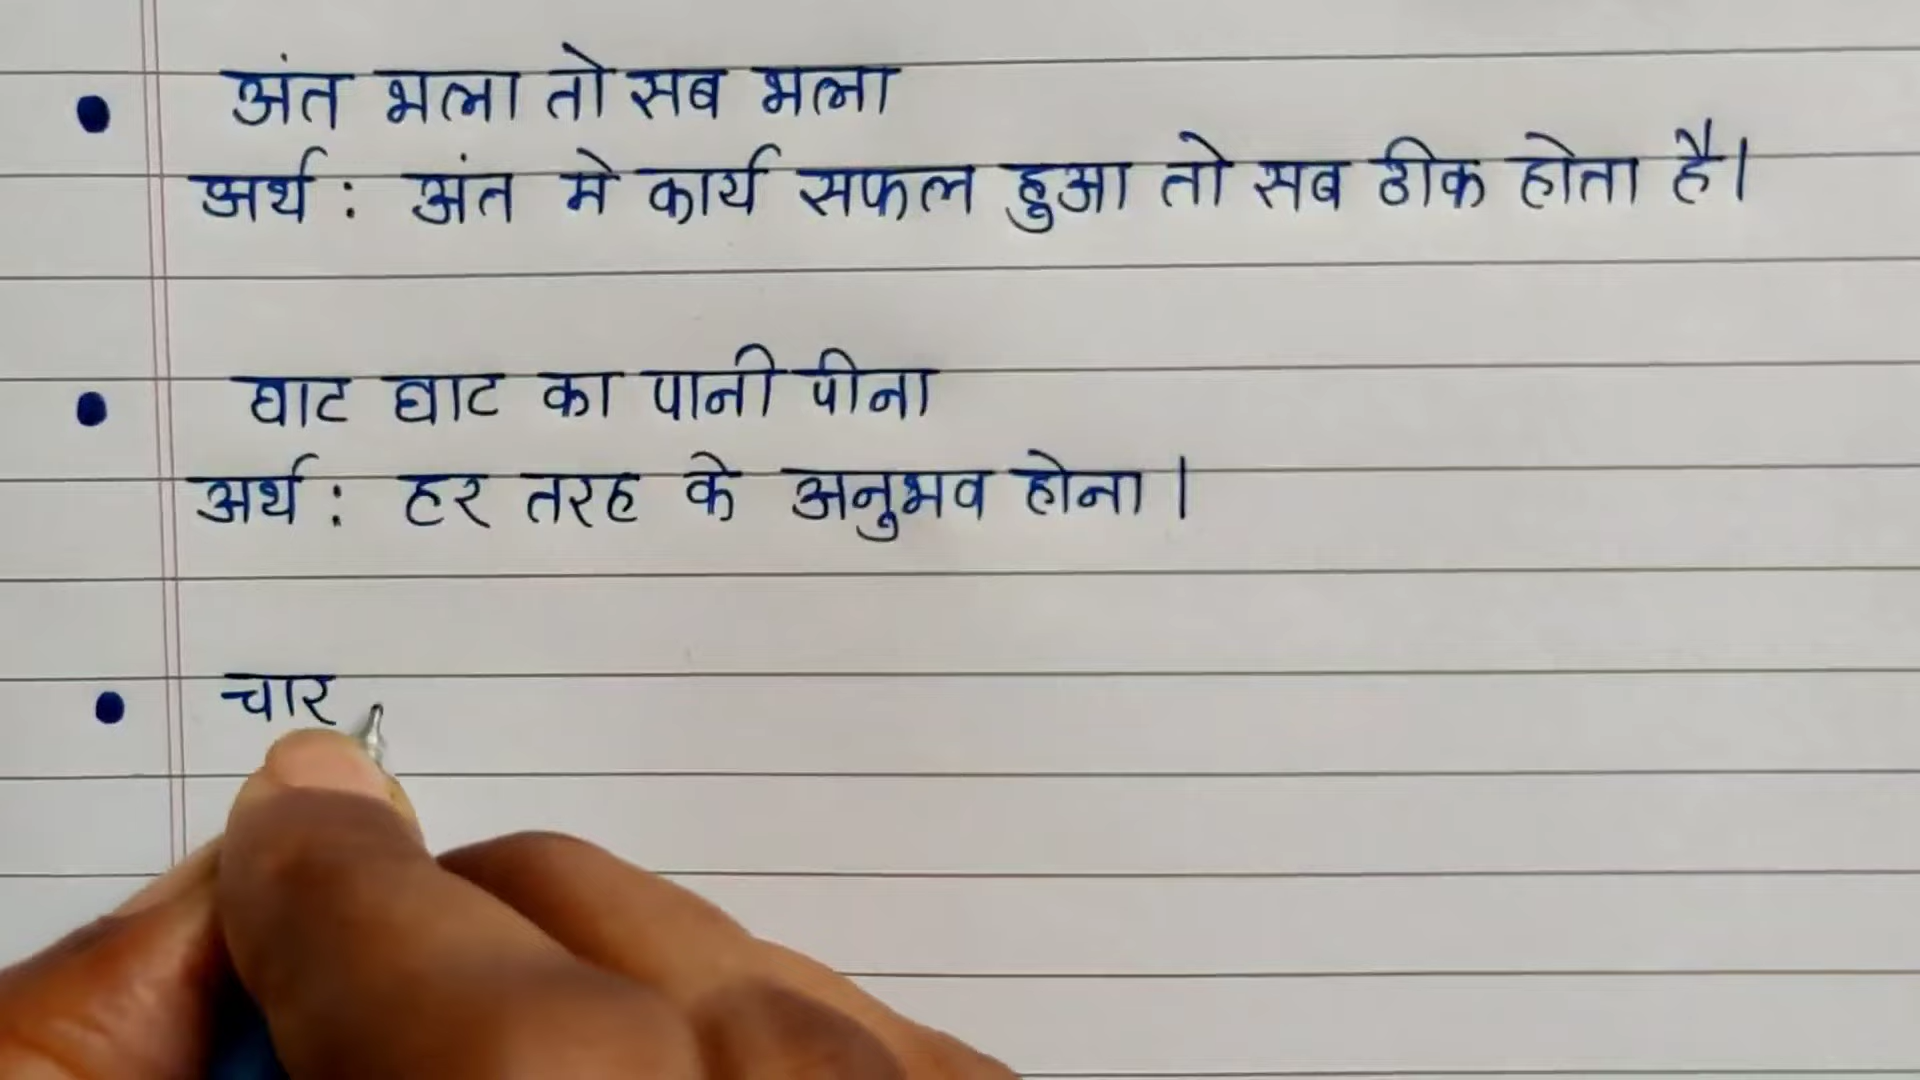 अंत भला तो सब भला
अर्थ : अंत मे कार्य सफल हुआ तो सब ठीक होता है।
घाट घाट का पानी पीना
अर्थ : हर तरह के अनुभव होना।
चार